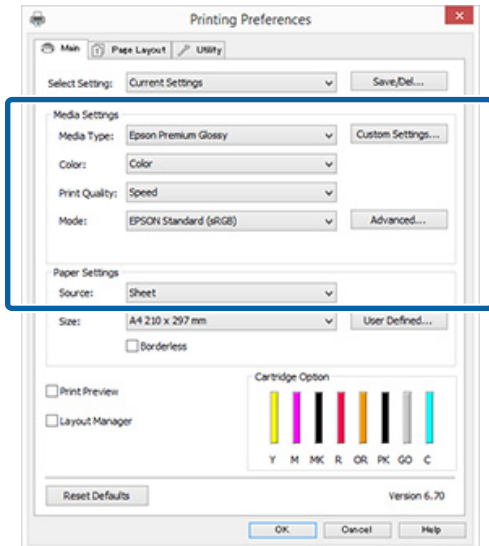 Printing Preferences
Main Page Layout Utility
Select Setting: Current Settings Save/Del...
Media Settings
Media Type: Epson Premium Glossy Custom Settings...
Color: Color
Print Quality: Speed
Mode: EPSON Standard (sRGB) Advanced...
Paper Settings
Source: Sheet
Size: A4 210 x 297 mm User Defined...
Borderless
Print Preview
Layout Manager
Cartridge Option
Y M MK R OR PK GO C
Reset Defaults Version 6.70
OK Cancel Help